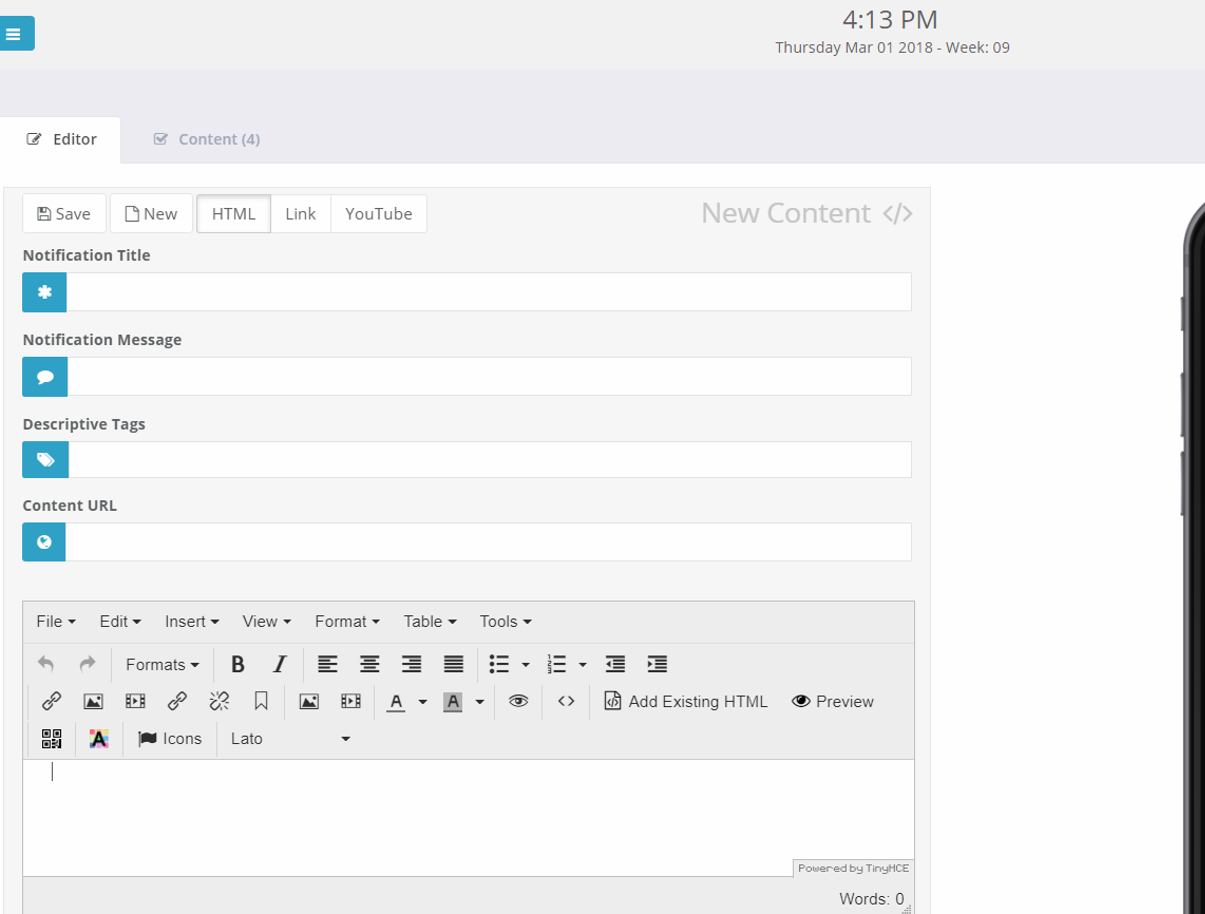 4:13 PM
Thursday Mar 01 2018 - Week: 09
Editor Content (4)
Save New HTML Link YouTube New Content </>
Notification Title
Notification Message
Descriptive Tags
Content URL
File Edit Insert View Format Table Tools
Formats B I
A A <> Add Existing HTML Preview
A Icons Lato
Powered by TinyMCE
Words: 0